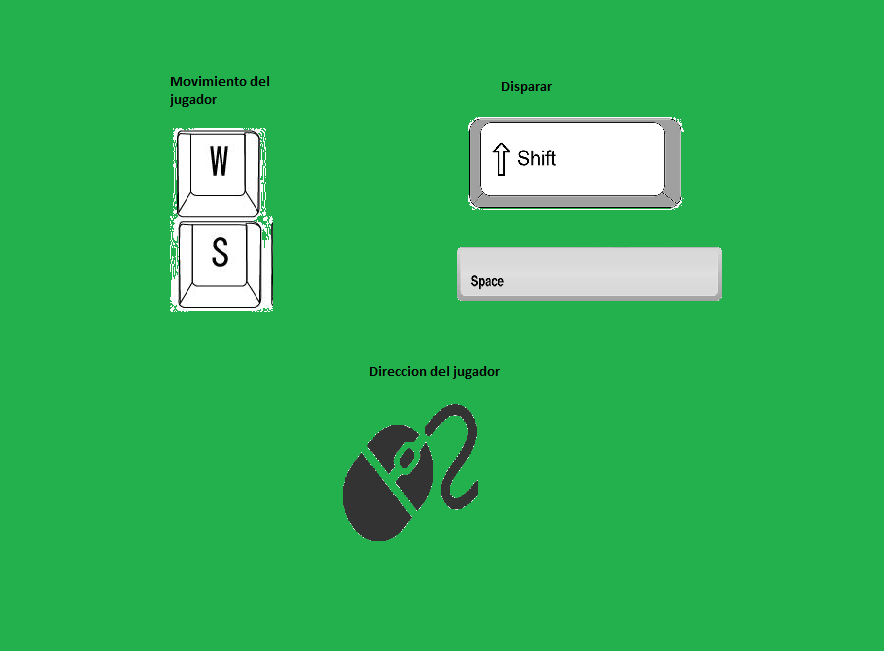 Movimiento del
jugador
W
S
Disparar
Shift
Space
Direccion del jugador